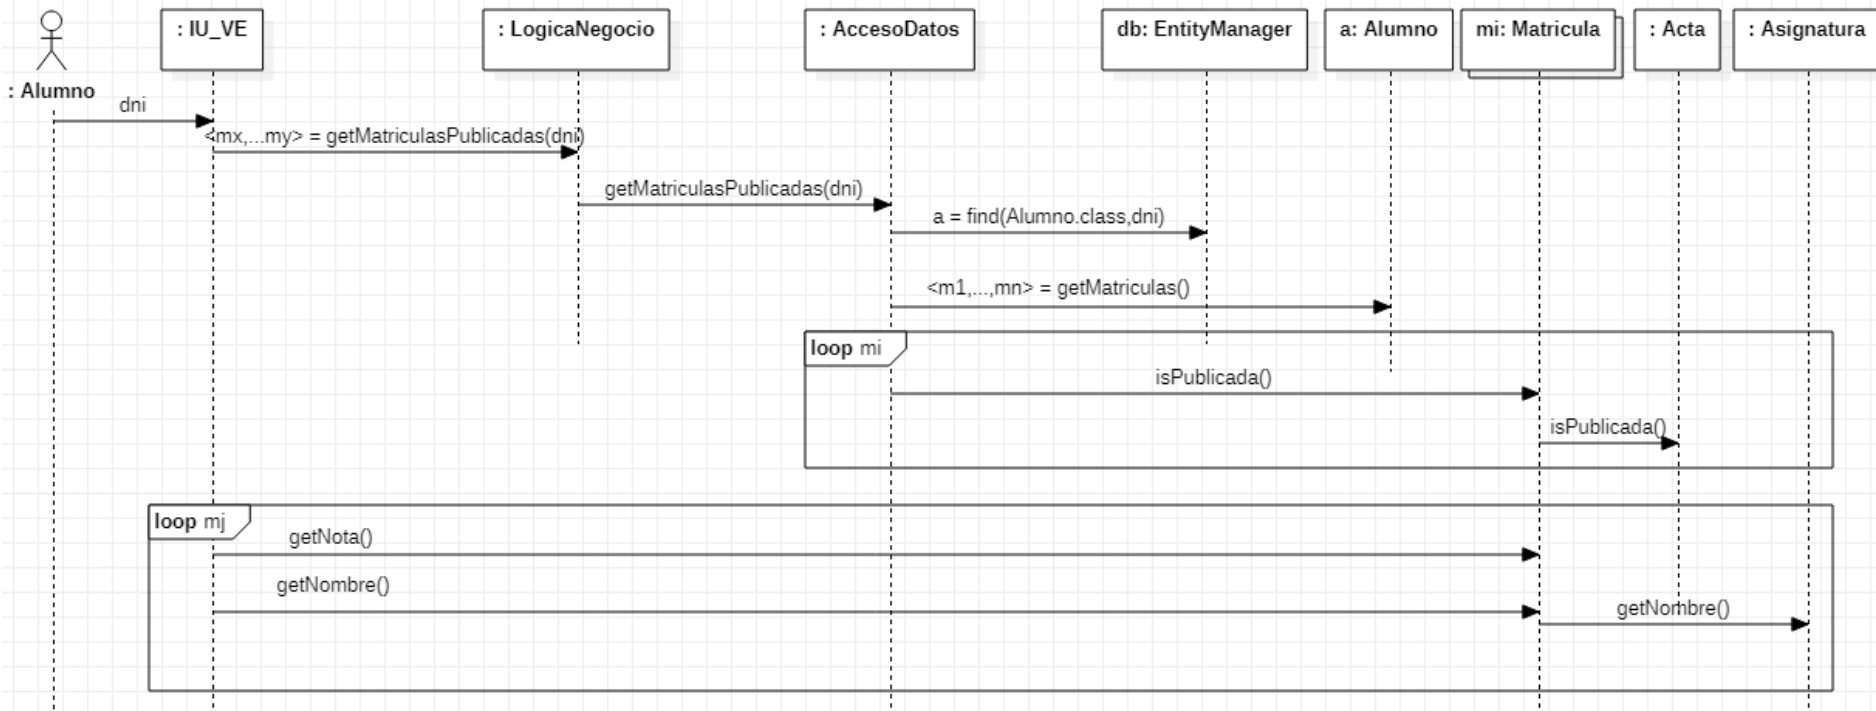 : IU_VE
: LogicaNegocio
: AccesoDatos
db: EntityManager
a: Alumno
mi: Matricula
: Acta
: Asignatura
: Alumno
dni
<mx,...my> = getMatriculasPublicadas(dni)
getMatriculasPublicadas(dni)
a = find(Alumno.class,dni)
<m1,...,mn> = getMatriculas()
loop mi
isPublicada()
isPublicada()
loop mj
getNota()
getNombre()
getNombre()